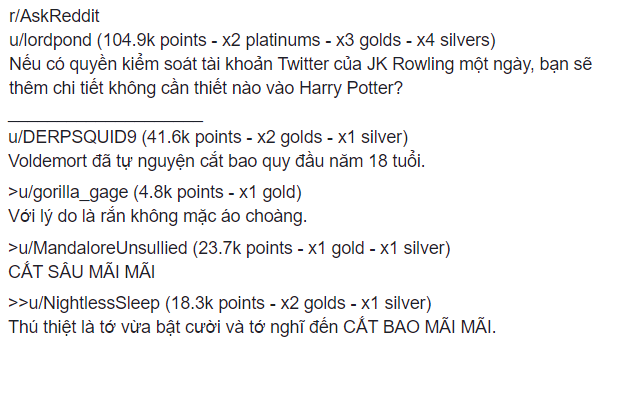 r/AskReddit
u/lordpond (104.9k points - x2 platinums - x3 golds - x4 silvers)
Nếu có quyền kiểm soát tài khoản Twitter của JK Rowling một ngày, bạn sẽ
thêm chi tiết không cần thiết nào vào Harry Potter?
____________________
u/DERPSQUID9 (41.6k points - x2 golds - x1 silver)
Voldemort đã tự nguyện cắt bao quy đầu năm 18 tuổi.
>u/gorilla_gage (4.8k points - x1 gold)
Với lý do là rắn không mặc áo choàng.
>u/MandaloreUnsullied (23.7k points - x1 gold - x1 silver)
CẮT SÂU MÃI MÃI
>>u/NightlessSleep (18.3k points - x2 golds - x1 silver)
Thú thiệt là tớ vừa bật cười và tớ nghĩ đến CẮT BAO MÃI MÃI.